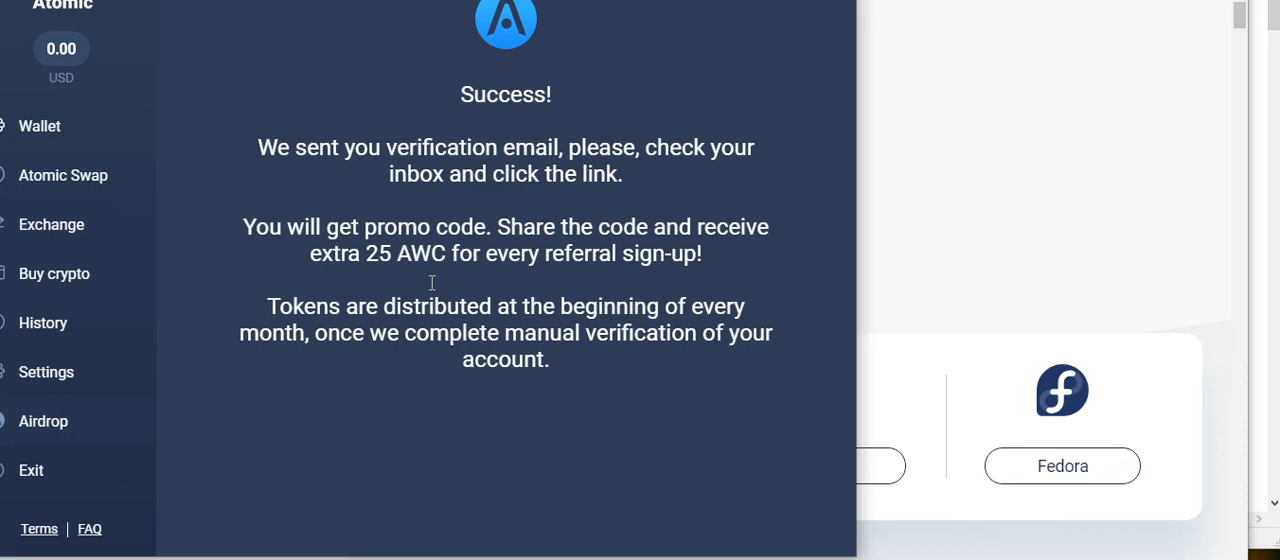 Atomic
0.00
USD
Wallet
Atomic Swap
Exchange
Buy crypto
History
Settings
Airdrop
Exit
Terms | FAQ
Success!
We sent you verification email, please, check your
inbox and click the link.
You will get promo code. Share the code and receive
extra 25 AWC for every referral sign-up!
Tokens are distributed at the beginning of every
month, once we complete manual verification of your
account.
Fedora